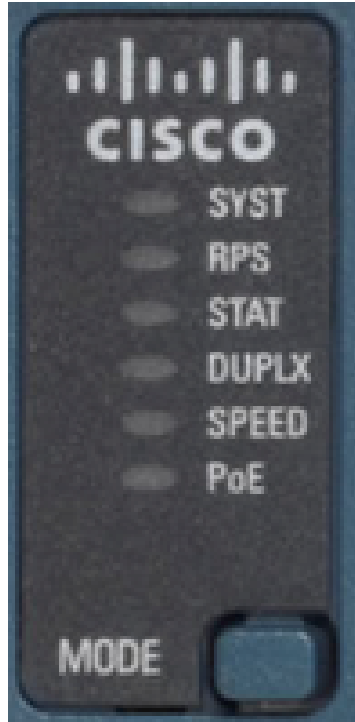 CISCO
SYST
RPS
STAT
DUPLX
SPEED
PoE
MODE